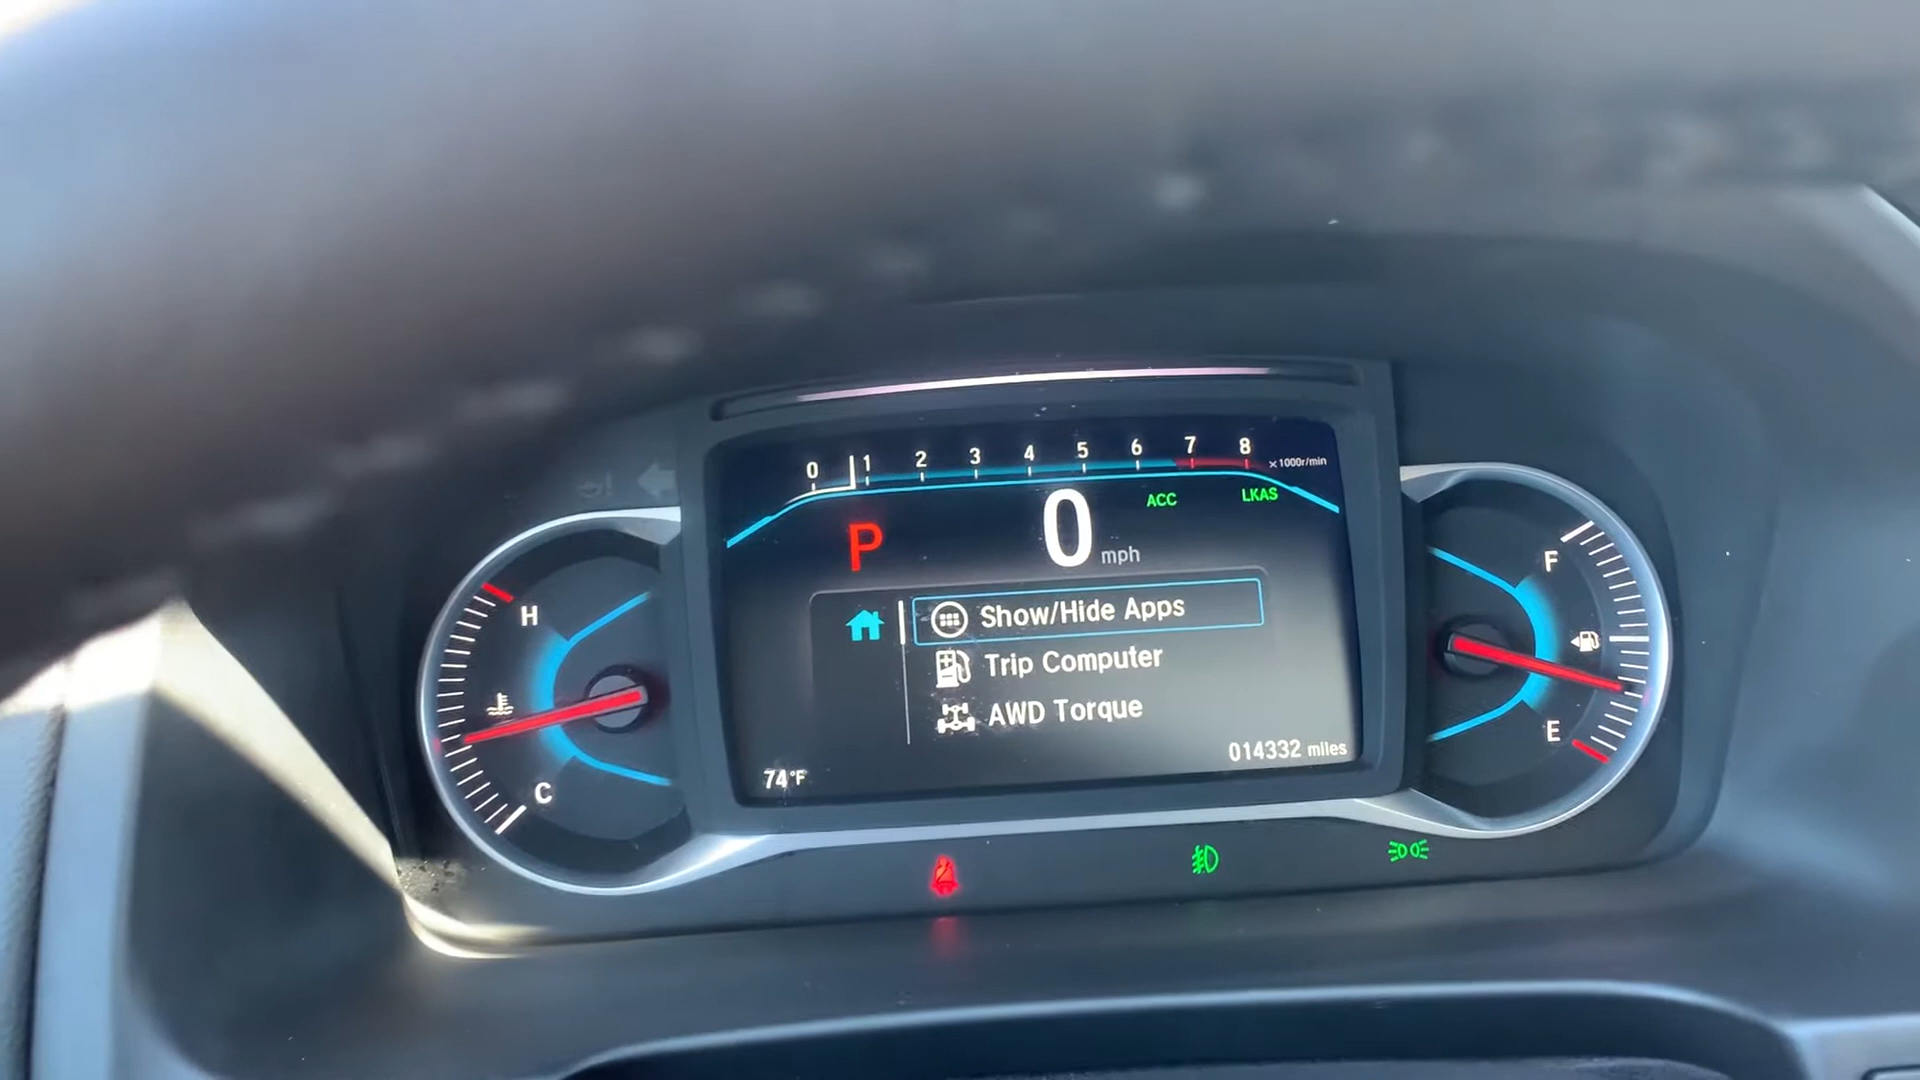 0 1 2 3 4 5 6 7 8 ×1000r/min
ACC LKAS
P 0 mph
Show/Hide Apps
Trip Computer
AWD Torque
014332 miles
74°F
H
C
F
E